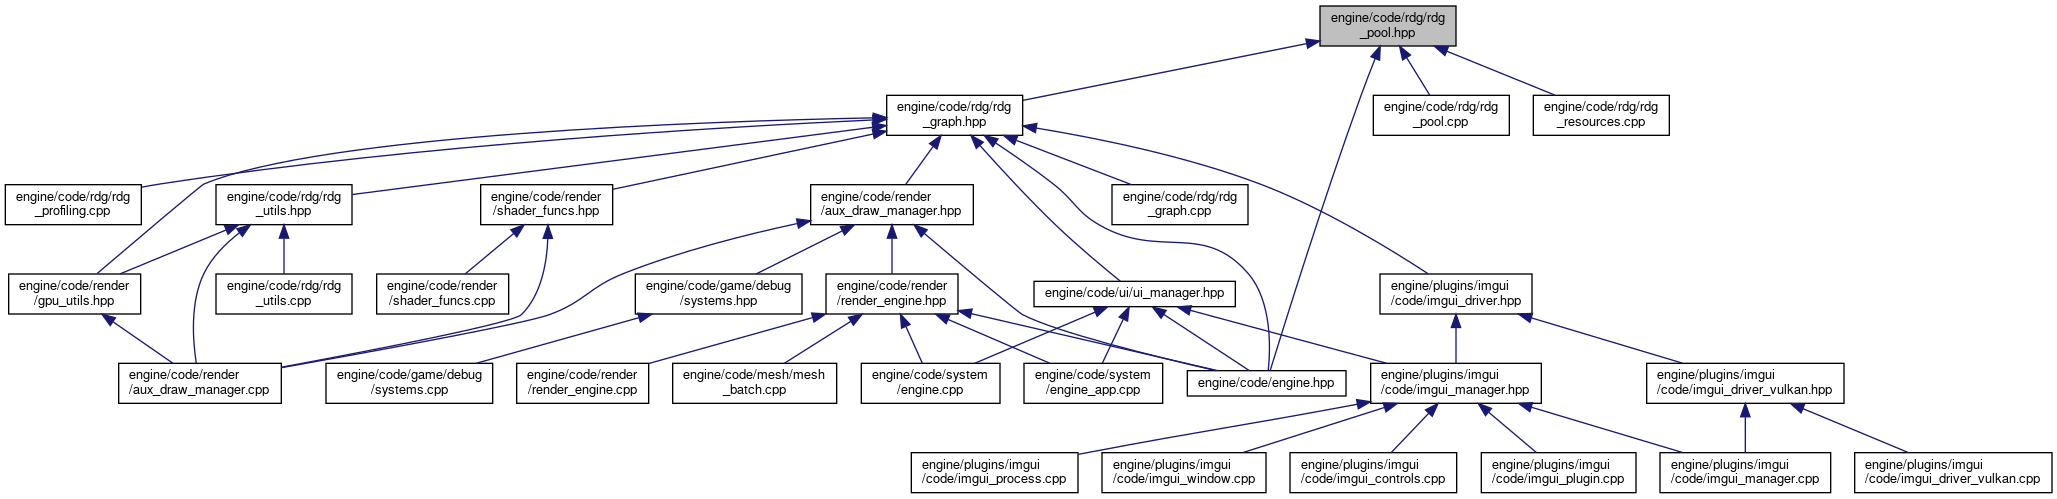 engine/code/rdg/rdg
_pool.hpp
engine/code/rdg/rdg
_graph.hpp
engine/code/rdg/rdg
_pool.cpp
engine/code/rdg/rdg
_resources.cpp
engine/code/rdg/rdg
_profiling.cpp
engine/code/rdg/rdg
_utils.hpp
engine/code/render
/shader_funcs.hpp
engine/code/render
/aux_draw_manager.hpp
engine/code/rdg/rdg
_graph.cpp
engine/code/render
/gpu_utils.hpp
engine/code/rdg/rdg
_utils.cpp
engine/code/render
/shader_funcs.cpp
engine/code/game/debug
/systems.hpp
engine/code/render
/render_engine.hpp
engine/code/ui/ui_manager.hpp
engine/plugins/imgui
/code/imgui_driver.hpp
engine/code/render
/aux_draw_manager.cpp
engine/code/game/debug
/systems.cpp
engine/code/render
/render_engine.cpp
engine/code/mesh/mesh
_batch.cpp
engine/code/system
/engine.cpp
engine/code/system
/engine_app.cpp
engine/code/engine.hpp
engine/plugins/imgui
/code/imgui_manager.hpp
engine/plugins/imgui
/code/imgui_driver_vulkan.hpp
engine/plugins/imgui
/code/imgui_process.cpp
engine/plugins/imgui
/code/imgui_window.cpp
engine/plugins/imgui
/code/imgui_controls.cpp
engine/plugins/imgui
/code/imgui_plugin.cpp
engine/plugins/imgui
/code/imgui_manager.cpp
engine/plugins/imgui
/code/imgui_driver_vulkan.cpp